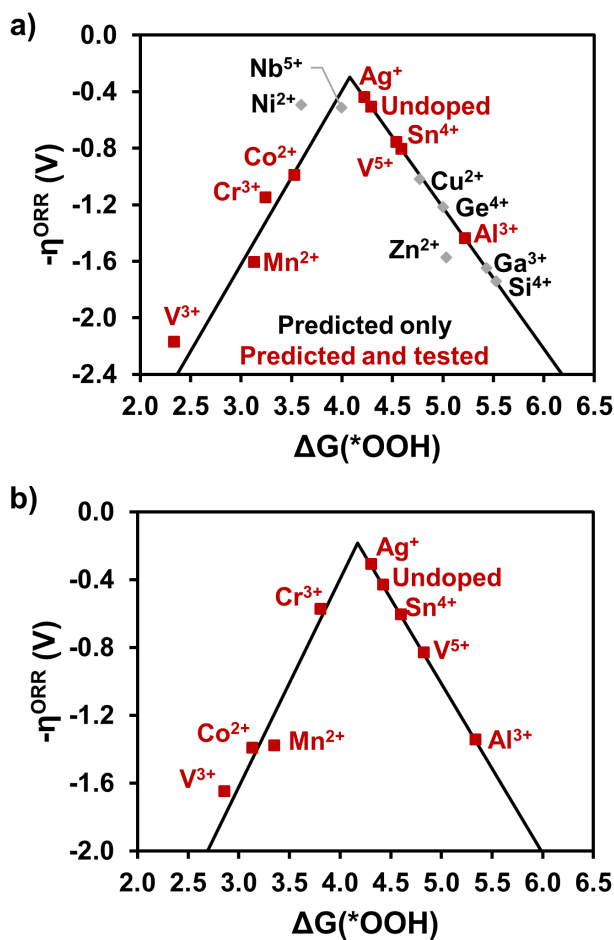 a)
0.0
-0.4
-0.8
-1.2
-1.6
-2.0
-2.4
-η^ORR (V)
Nb⁵⁺
Ni²⁺
Ag⁺
Undoped
Sn⁴⁺
V⁵⁺
Co²⁺
Cr³⁺
Cu²⁺
Ge⁴⁺
Al³⁺
Zn²⁺
Mn²⁺
Ga³⁺
Si⁴⁺
V³⁺
Predicted only
Predicted and tested
2.0 2.5 3.0 3.5 4.0 4.5 5.0 5.5 6.0 6.5
ΔG(*OOH)
b)
0.0
-0.4
-0.8
-1.2
-1.6
-2.0
-η^ORR (V)
Ag⁺
Undoped
Cr³⁺
Sn⁴⁺
V⁵⁺
Co²⁺
Mn²⁺
Al³⁺
V³⁺
2.0 2.5 3.0 3.5 4.0 4.5 5.0 5.5 6.0 6.5
ΔG(*OOH)